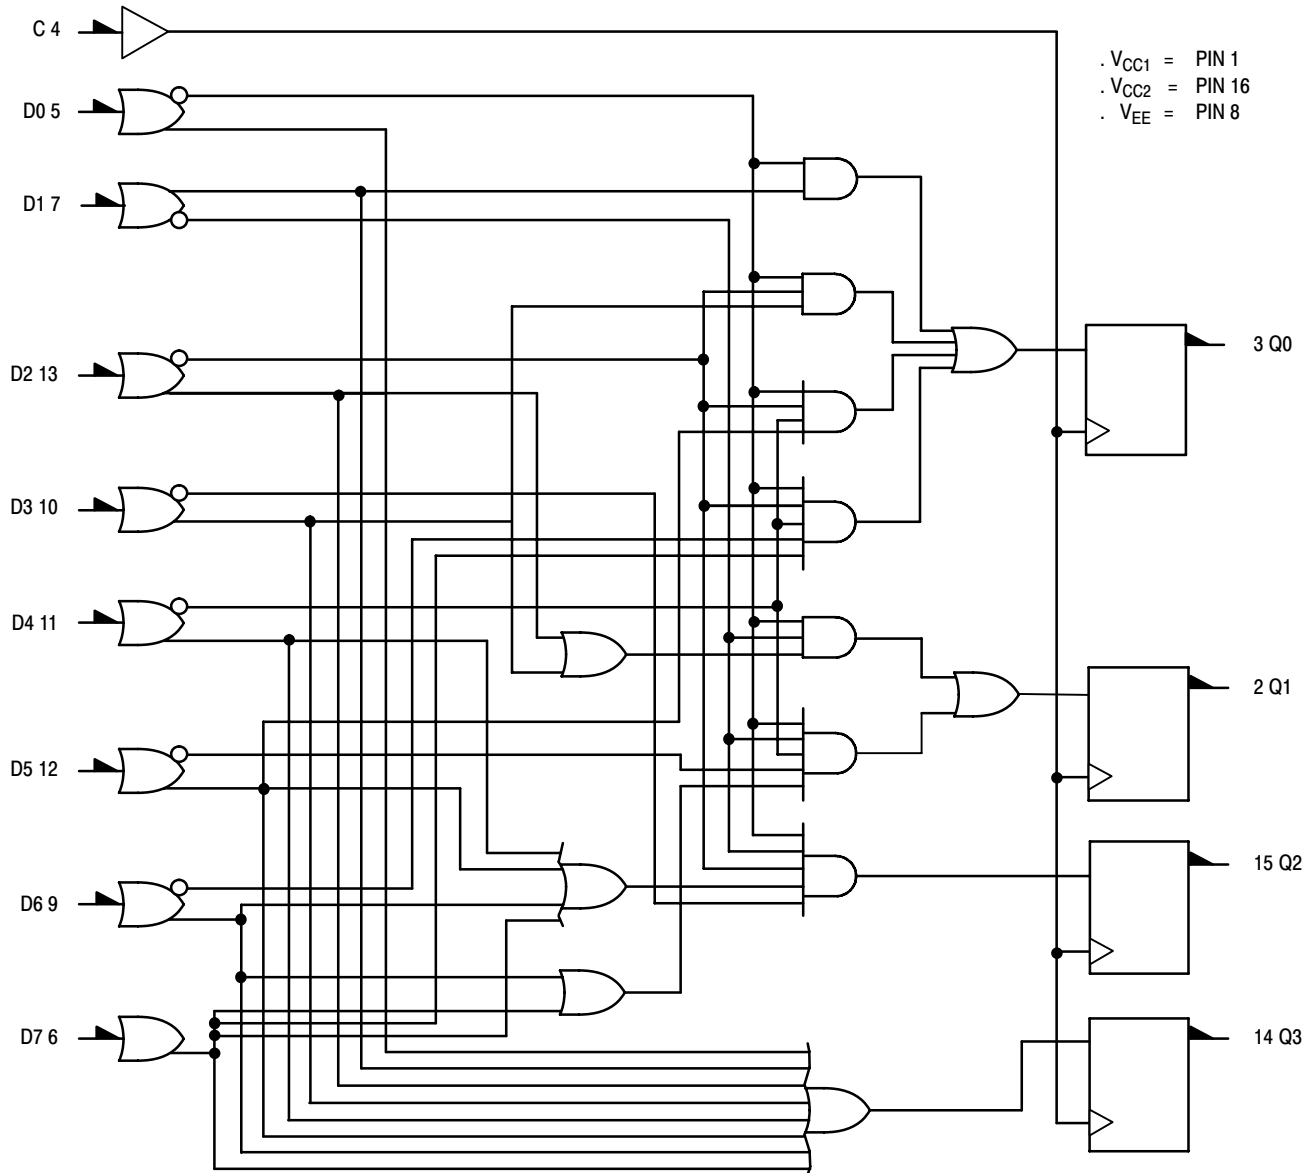 C 4
. VCC1 = PIN 1
. VCC2 = PIN 16
. VEE = PIN 8
D0 5
D1 7
D2 13
3 Q0
D3 10
D4 11
2 Q1
D5 12
15 Q2
D6 9
D7 6
14 Q3